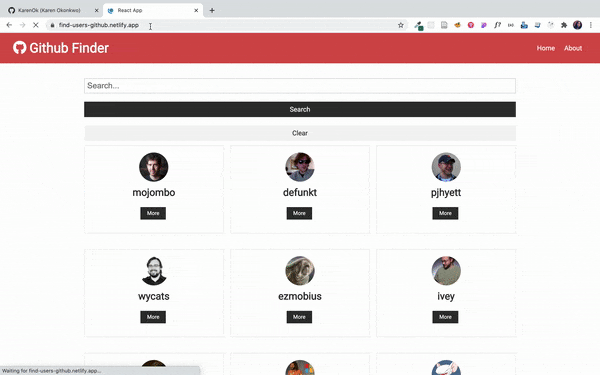 KarenOk (Karen Okonkwo)
React App
find-users-github.netlify.app
Github Finder
Home
About
Search...
Search
Clear
mojombo
defunkt
pjhyett
More
More
More
wycats
ezmobius
ivey
More
More
More
Waiting for find-users-github.netlify.app...